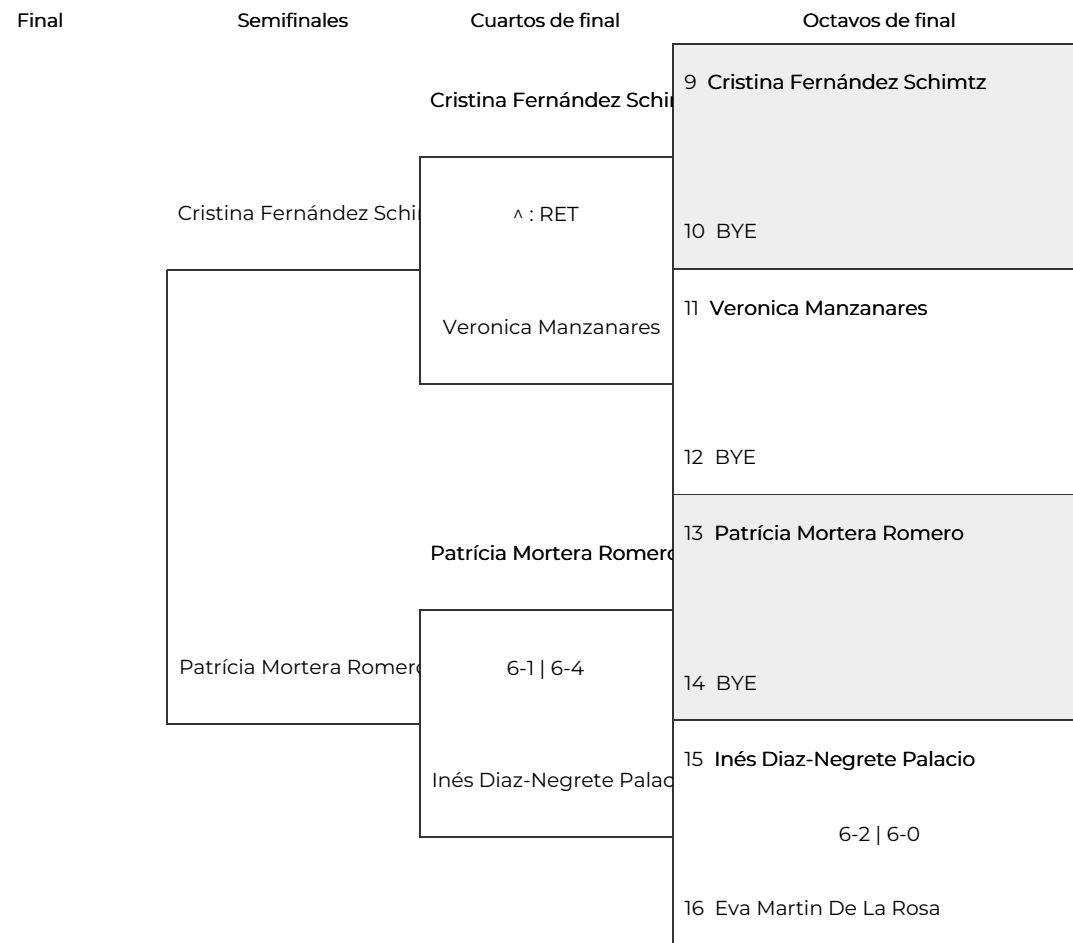 Final Semifinales Cuartos de final Octavos de final
9 Cristina Fernández Schimtz
Cristina Fernández Schi
Cristina Fernández Schi
^ : RET
10 BYE
11 Veronica Manzanares
Veronica Manzanares
12 BYE
13 Patrícia Mortera Romero
Patrícia Mortera Romero
Patrícia Mortera Romero
6-1 | 6-4
14 BYE
15 Inés Diaz-Negrete Palacio
Inés Diaz-Negrete Palac
6-2 | 6-0
16 Eva Martin De La Rosa